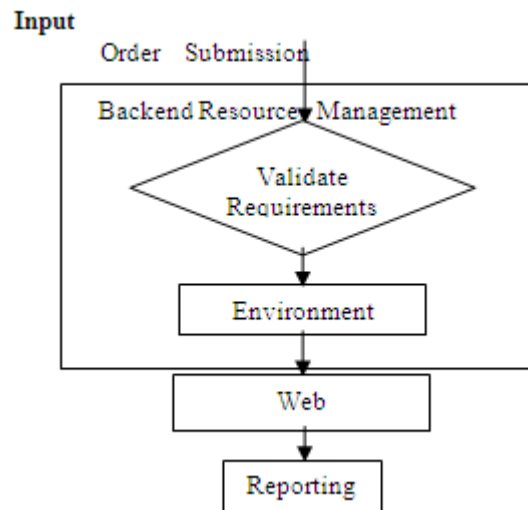 Input
Order Submission
Backend Resource Management
Validate
Requirements
Environment
Web
Reporting